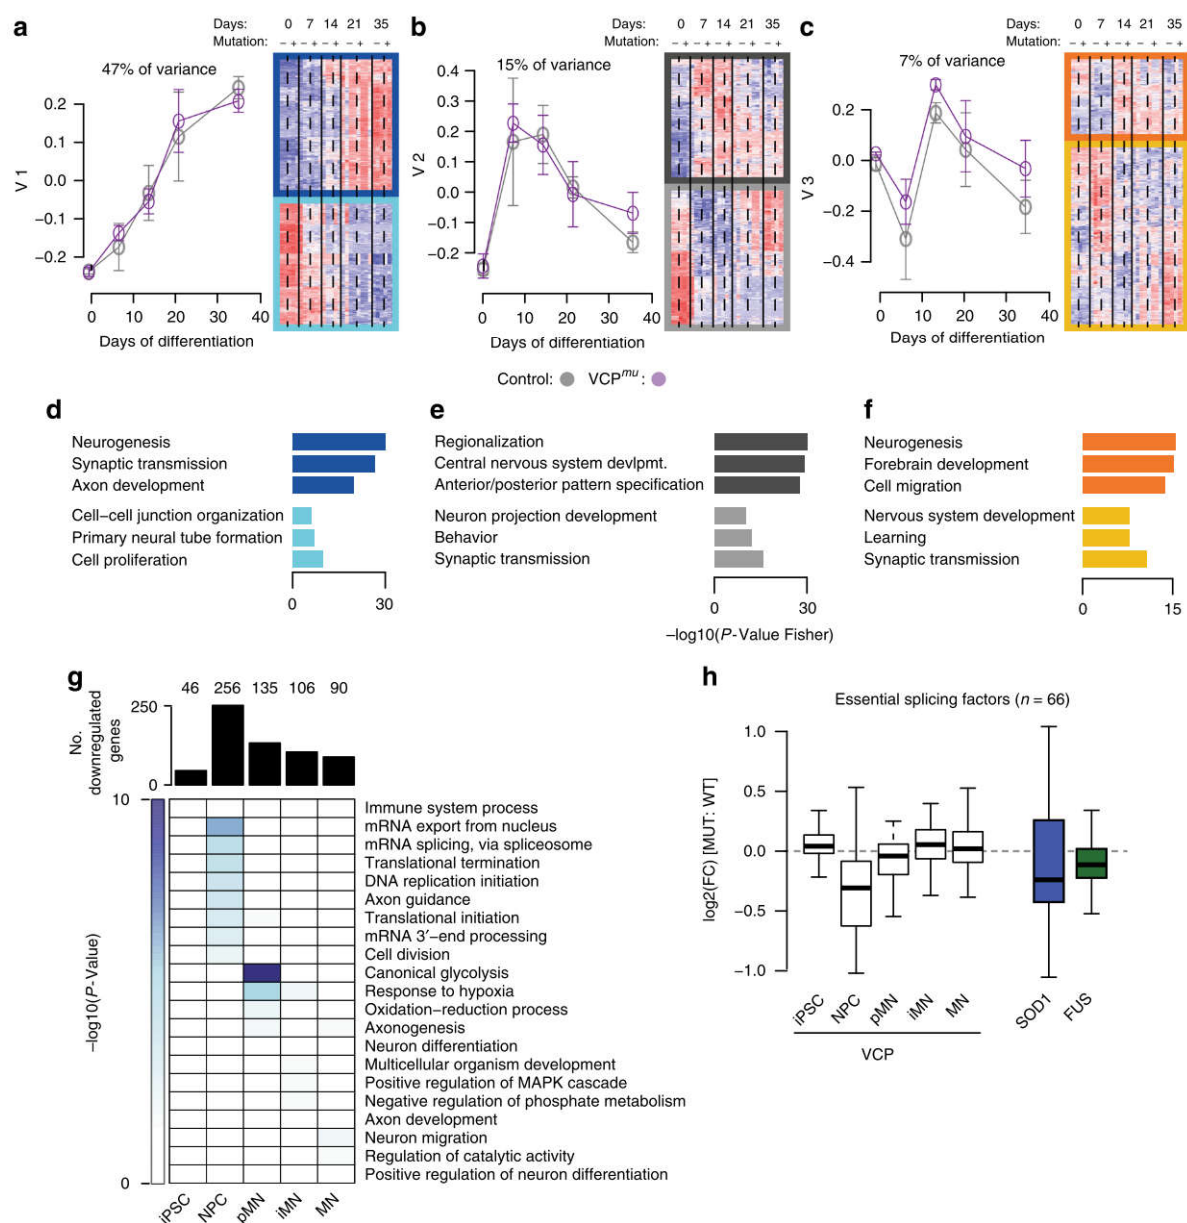 a
Days: 0 7 14 21 35
Mutation: – + – + – + – + – +
47% of variance
V 1
0.2
0.1
0.0
–0.1
–0.2
0 10 20 30 40
Days of differentiation
b
Days: 0 7 14 21 35
Mutation: – + – + – + – + – +
15% of variance
V 2
0.4
0.3
0.2
0.1
0.0
–0.2
0 10 20 30 40
Days of differentiation
c
Days: 0 7 14 21 35
Mutation: – + – + – + – + – +
7% of variance
V 3
0.2
0.0
–0.2
–0.4
0 10 20 30 40
Days of differentiation
Control: VCPmu :
d
Neurogenesis
Synaptic transmission
Axon development
Cell–cell junction organization
Primary neural tube formation
Cell proliferation
0 30
e
Regionalization
Central nervous system devlpmt.
Anterior/posterior pattern specification
Neuron projection development
Behavior
Synaptic transmission
0 30
–log10(P-Value Fisher)
f
Neurogenesis
Forebrain development
Cell migration
Nervous system development
Learning
Synaptic transmission
0 15
g
46 256 135 106 90
No.
downregulated
genes
250
0
10
–log10(P-Value)
0
Immune system process
mRNA export from nucleus
mRNA splicing, via spliceosome
Translational termination
DNA replication initiation
Axon guidance
Translational initiation
mRNA 3′–end processing
Cell division
Canonical glycolysis
Response to hypoxia
Oxidation–reduction process
Axonogenesis
Neuron differentiation
Multicellular organism development
Positive regulation of MAPK cascade
Negative regulation of phosphate metabolism
Axon development
Neuron migration
Regulation of catalytic activity
Positive regulation of neuron differentiation
iPSC NPC pMN iMN MN
h
Essential splicing factors (n = 66)
log2(FC) [MUT: WT]
1.0
0.5
0.0
–0.5
–1.0
iPSC NPC pMN iMN MN SOD1 FUS
VCP